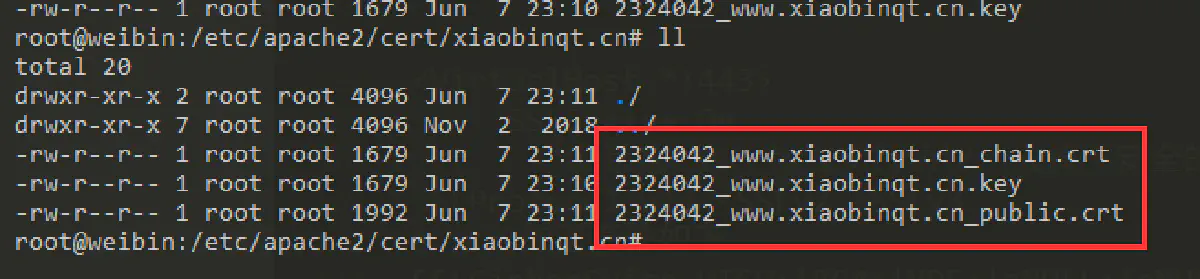 -rw-r--r-- 1 root root 1679 Jun  7 23:10 2324042_www.xiaobinqt.cn.key
root@weibin:/etc/apache2/cert/xiaobinqt.cn# ll
total 20
drwxr-xr-x 2 root root 4096 Jun  7 23:11 ./
drwxr-xr-x 7 root root 4096 Nov  2  2018 ../
-rw-r--r-- 1 root root 1679 Jun  7 23:11 2324042_www.xiaobinqt.cn_chain.crt
-rw-r--r-- 1 root root 1679 Jun  7 23:10 2324042_www.xiaobinqt.cn.key
-rw-r--r-- 1 root root 1992 Jun  7 23:11 2324042_www.xiaobinqt.cn_public.crt
root@weibin:/etc/apache2/cert/xiaobinqt.cn#